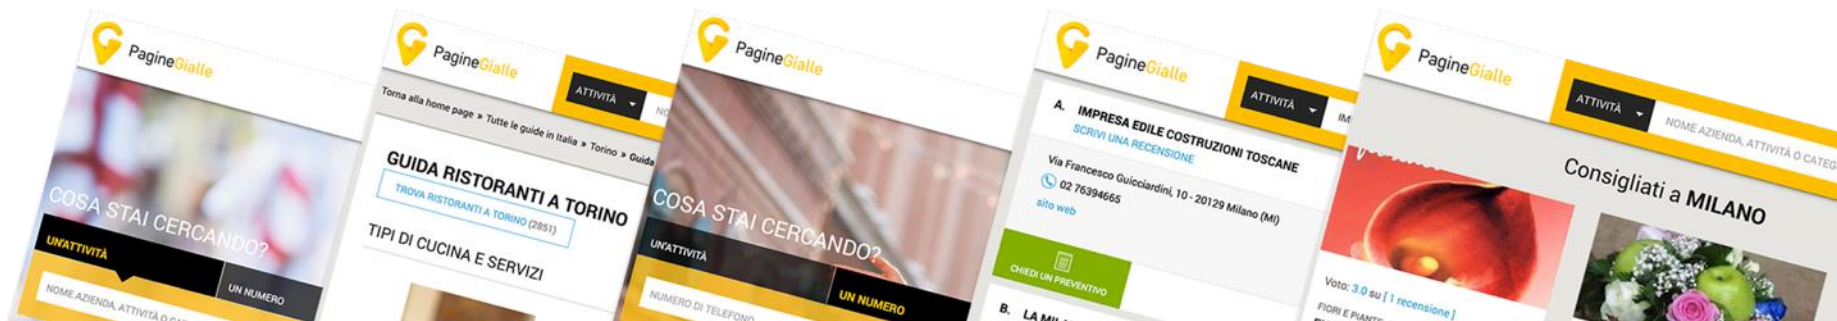 PagineGialle
COSA STAI CERCANDO?
UN'ATTIVITÀ
UN NUMERO
NOME AZIENDA, ATTIVITÀ O
PagineGialle
ATTIVITÀ
Torna alla home page » Tutte le guide in Italia » Torino » Guida
GUIDA RISTORANTI A TORINO
TROVA RISTORANTI A TORINO (2851)
TIPI DI CUCINA E SERVIZI
PagineGialle
COSA STAI CERCANDO?
UN'ATTIVITÀ
UN NUMERO
NUMERO DI TELEFONO
PagineGialle
ATTIVITÀ
IM
A. IMPRESA EDILE COSTRUZIONI TOSCANE
SCRIVI UNA RECENSIONE
Via Francesco Guicciardini, 10 - 20129 Milano (MI)
02 76394665
sito web
CHIEDI UN PREVENTIVO
B. LA
PagineGialle
ATTIVITÀ
NOME AZIENDA, ATTIVITÀ O CATEG
Consigliati a MILANO
Voto: 3.0 su [ 1 recensione ]
FIORI E PIANTE